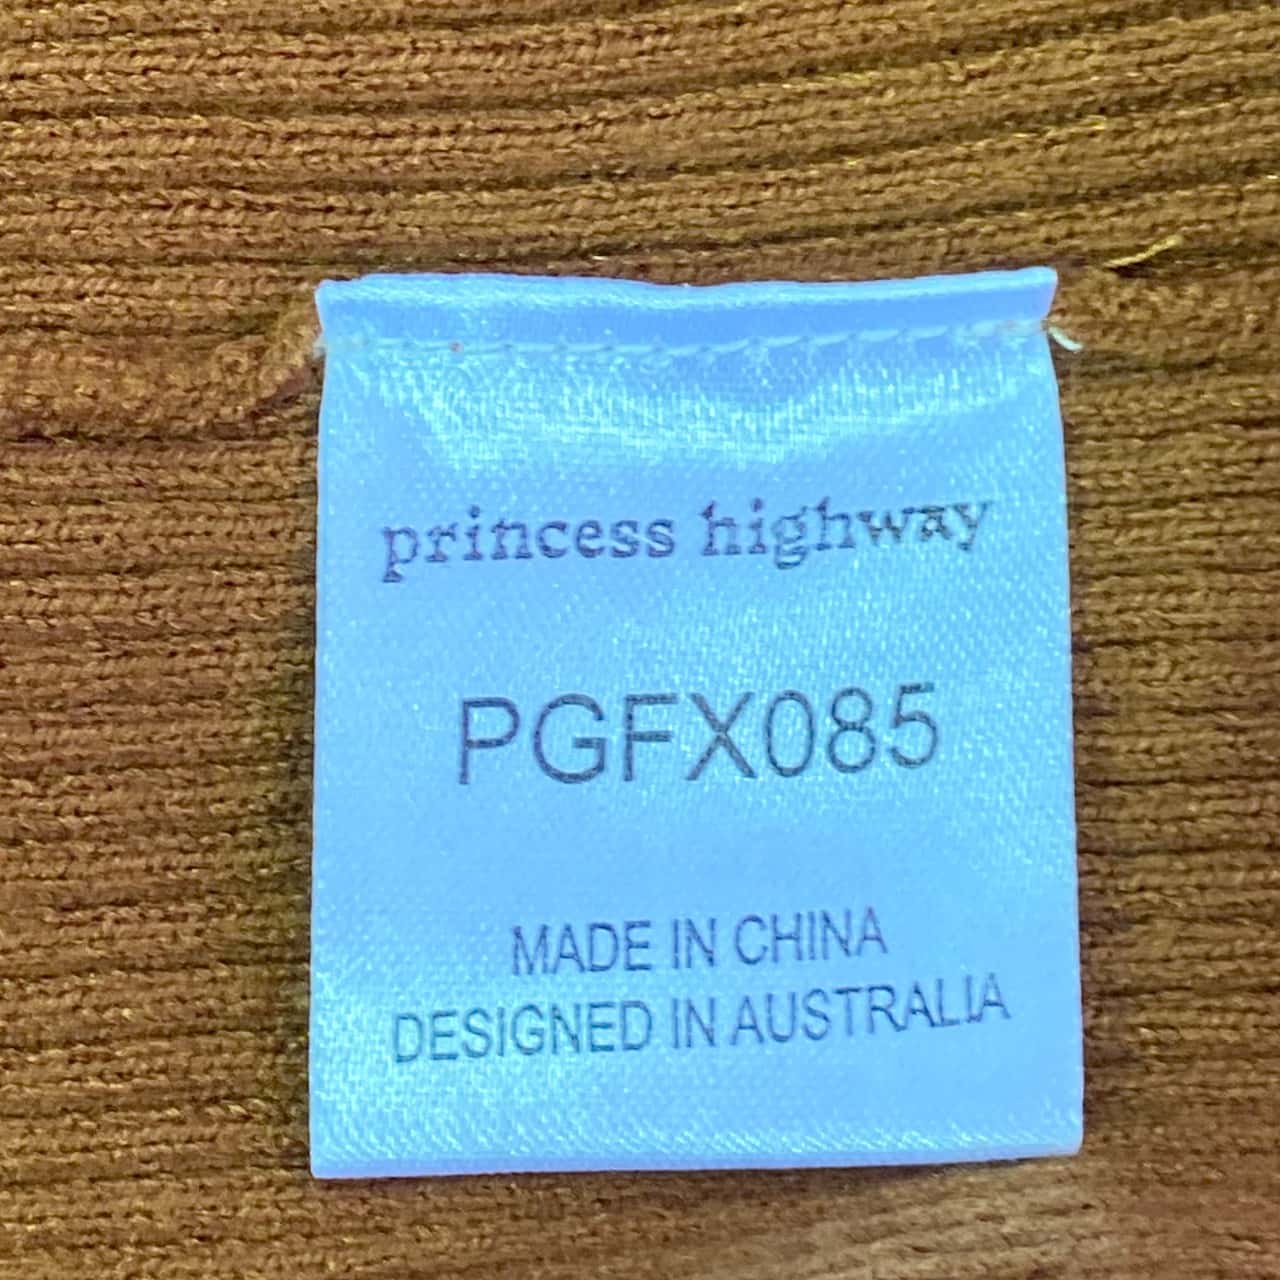 princess highway
PGFX085
MADE IN CHINA
DESIGNED IN AUSTRALIA